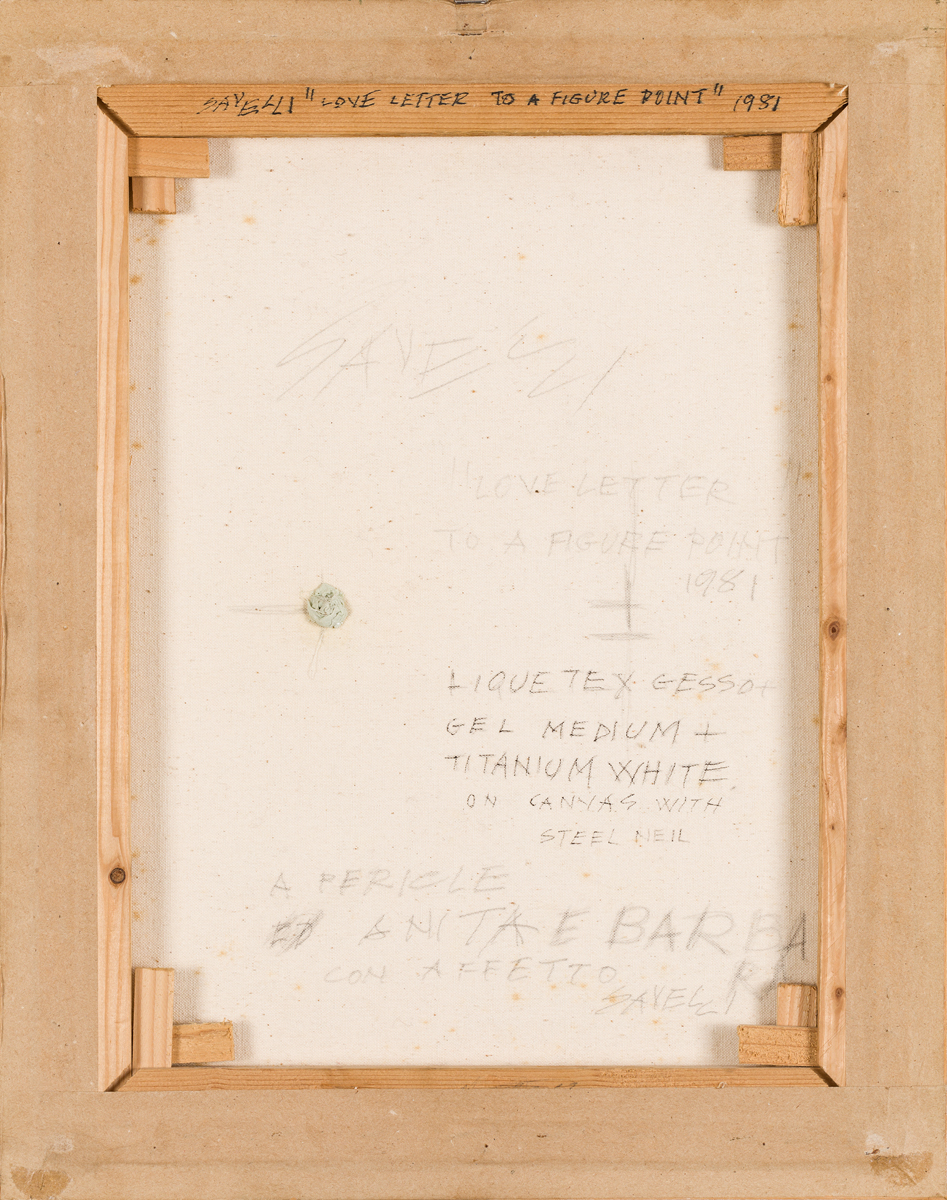 SAVELLI "LOVE LETTER TO A FIGURE POINT" 1981
SAVELLI
"LOVE LETTER "
TO A FIGURE POINT
1981
LIQUETEX GESSO +
GEL MEDIUM +
TITANIUM WHITE
ON CANVAS WITH
STEEL NEIL
A PERICLE
ED ANITA E BARBA
RA
CON AFFETTO
SAVELLI